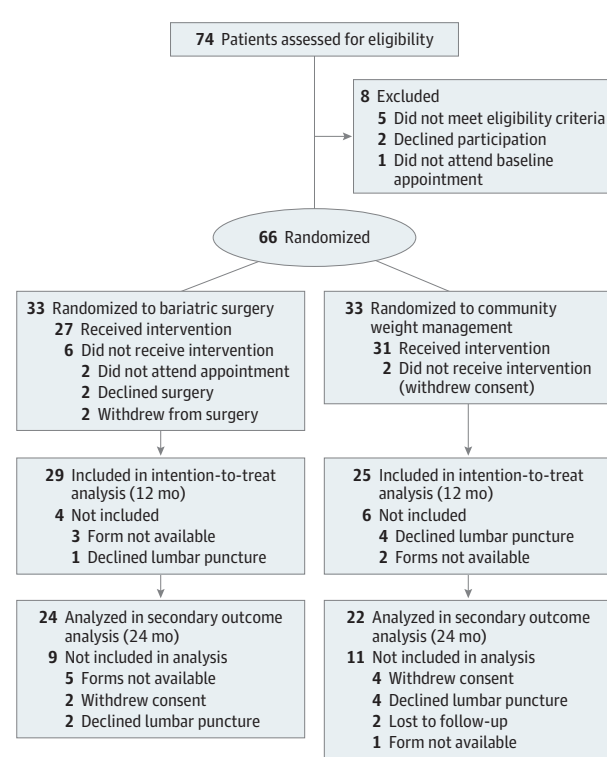 74 Patients assessed for eligibility
8 Excluded
5 Did not meet eligibility criteria
2 Declined participation
1 Did not attend baseline
appointment
66 Randomized
33 Randomized to bariatric surgery
27 Received intervention
6 Did not receive intervention
2 Did not attend appointment
2 Declined surgery
2 Withdrew from surgery
33 Randomized to community
weight management
31 Received intervention
2 Did not receive intervention
(withdrew consent)
29 Included in intention-to-treat
analysis (12 mo)
4 Not included
3 Form not available
1 Declined lumbar puncture
25 Included in intention-to-treat
analysis (12 mo)
6 Not included
4 Declined lumbar puncture
2 Forms not available
24 Analyzed in secondary outcome
analysis (24 mo)
9 Not included in analysis
5 Forms not available
2 Withdrew consent
2 Declined lumbar puncture
22 Analyzed in secondary outcome
analysis (24 mo)
11 Not included in analysis
4 Withdrew consent
4 Declined lumbar puncture
2 Lost to follow-up
1 Form not available